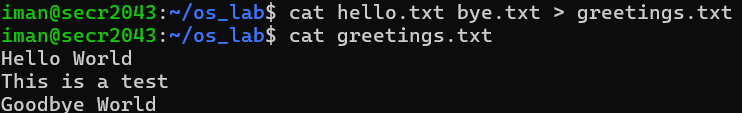 iman@secr2043:~/os_lab$ cat hello.txt bye.txt > greetings.txt
iman@secr2043:~/os_lab$ cat greetings.txt
Hello World
This is a test
Goodbye World